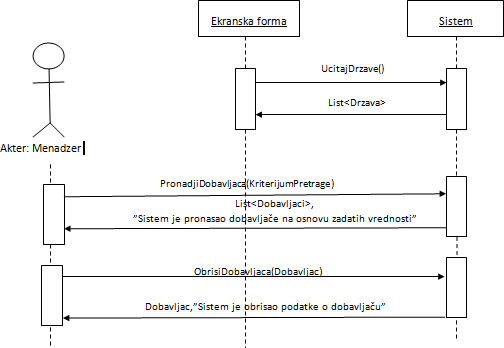 Ekranska forma
Sistem
UcitajDrzave()
List<Drzava>
Akter: Menadzer
PronadjiDobavljaca(KriterijumPretrage)
List<Dobavljaci>,
"Sistem je pronasao dobavljače na osnovu zadatih vrednosti"
ObrisiDobavljaca(Dobavljac)
Dobavljac,"Sistem je obrisao podatke o dobavljaču"